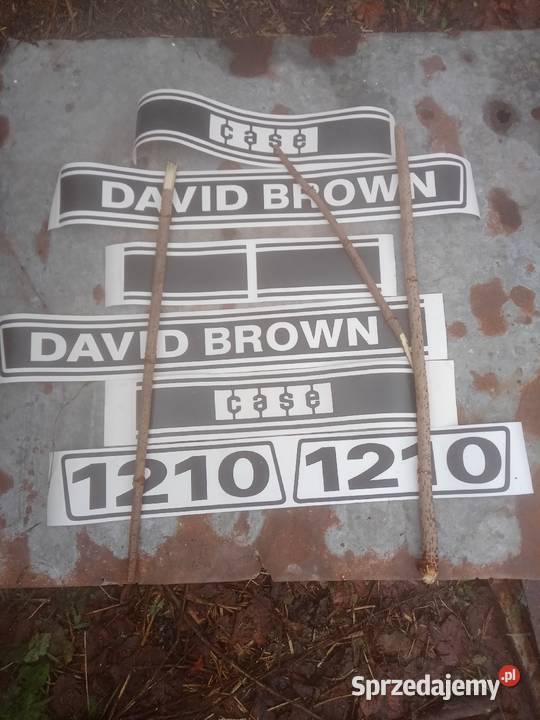 case
DAVID BROWN
DAVID BROWN
case
1210 1210
Sprzedajemy.pl